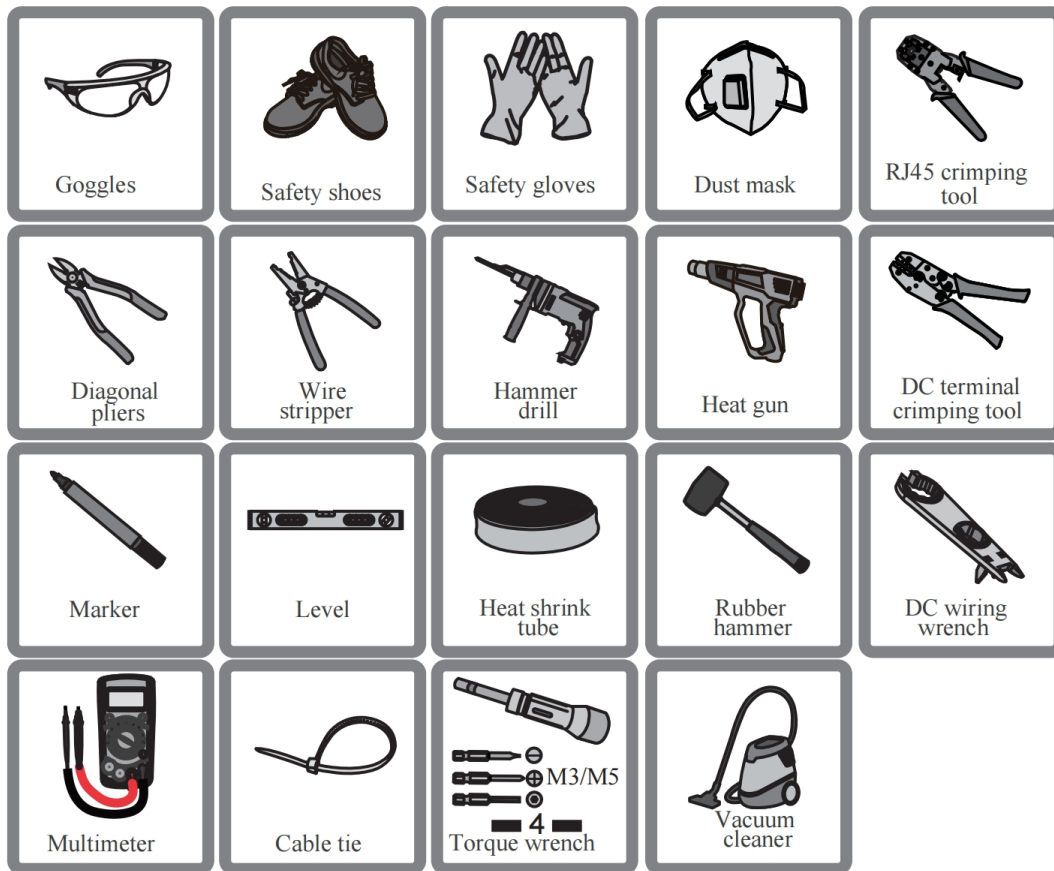 Goggles
Safety shoes
Safety gloves
Dust mask
RJ45 crimping
tool
Diagonal
pliers
Wire
stripper
Hammer
drill
Heat gun
DC terminal
crimping tool
Marker
Level
Heat shrink
tube
Rubber
hammer
DC wiring
wrench
Multimeter
Cable tie
M3/M5
4
Torque wrench
Vacuum
cleaner